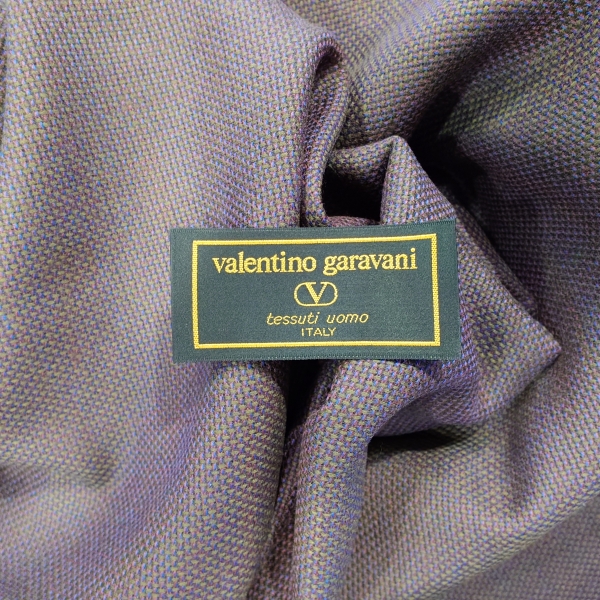 valentino garavani
V
tessuti uomo
ITALY